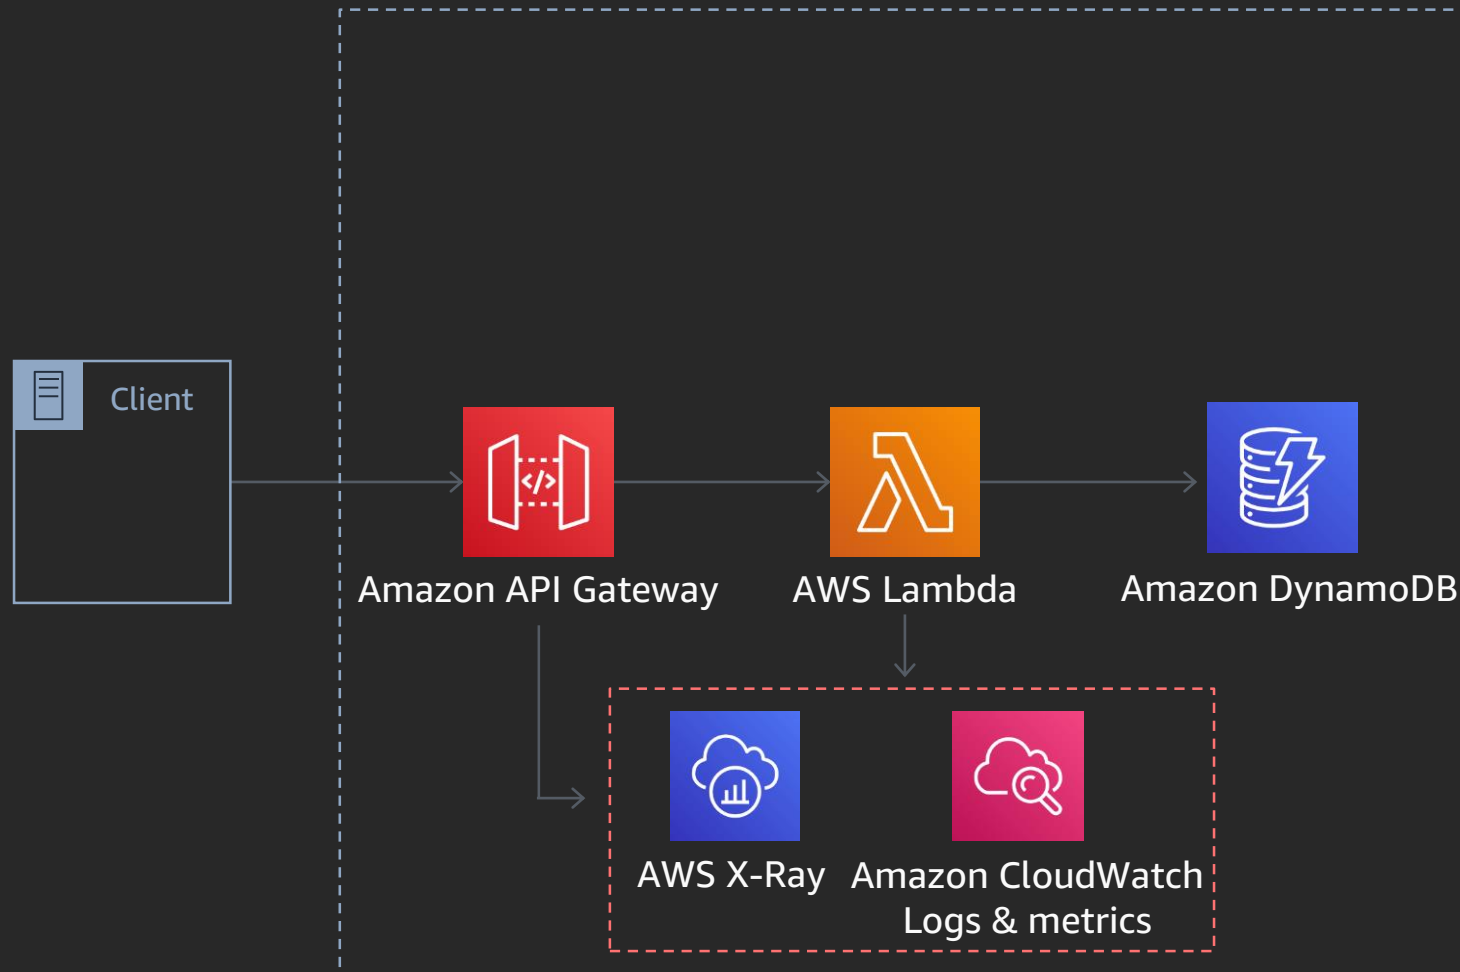 Client
</>
Amazon API Gateway
AWS Lambda
Amazon DynamoDB
AWS X-Ray
Amazon CloudWatch
Logs & metrics